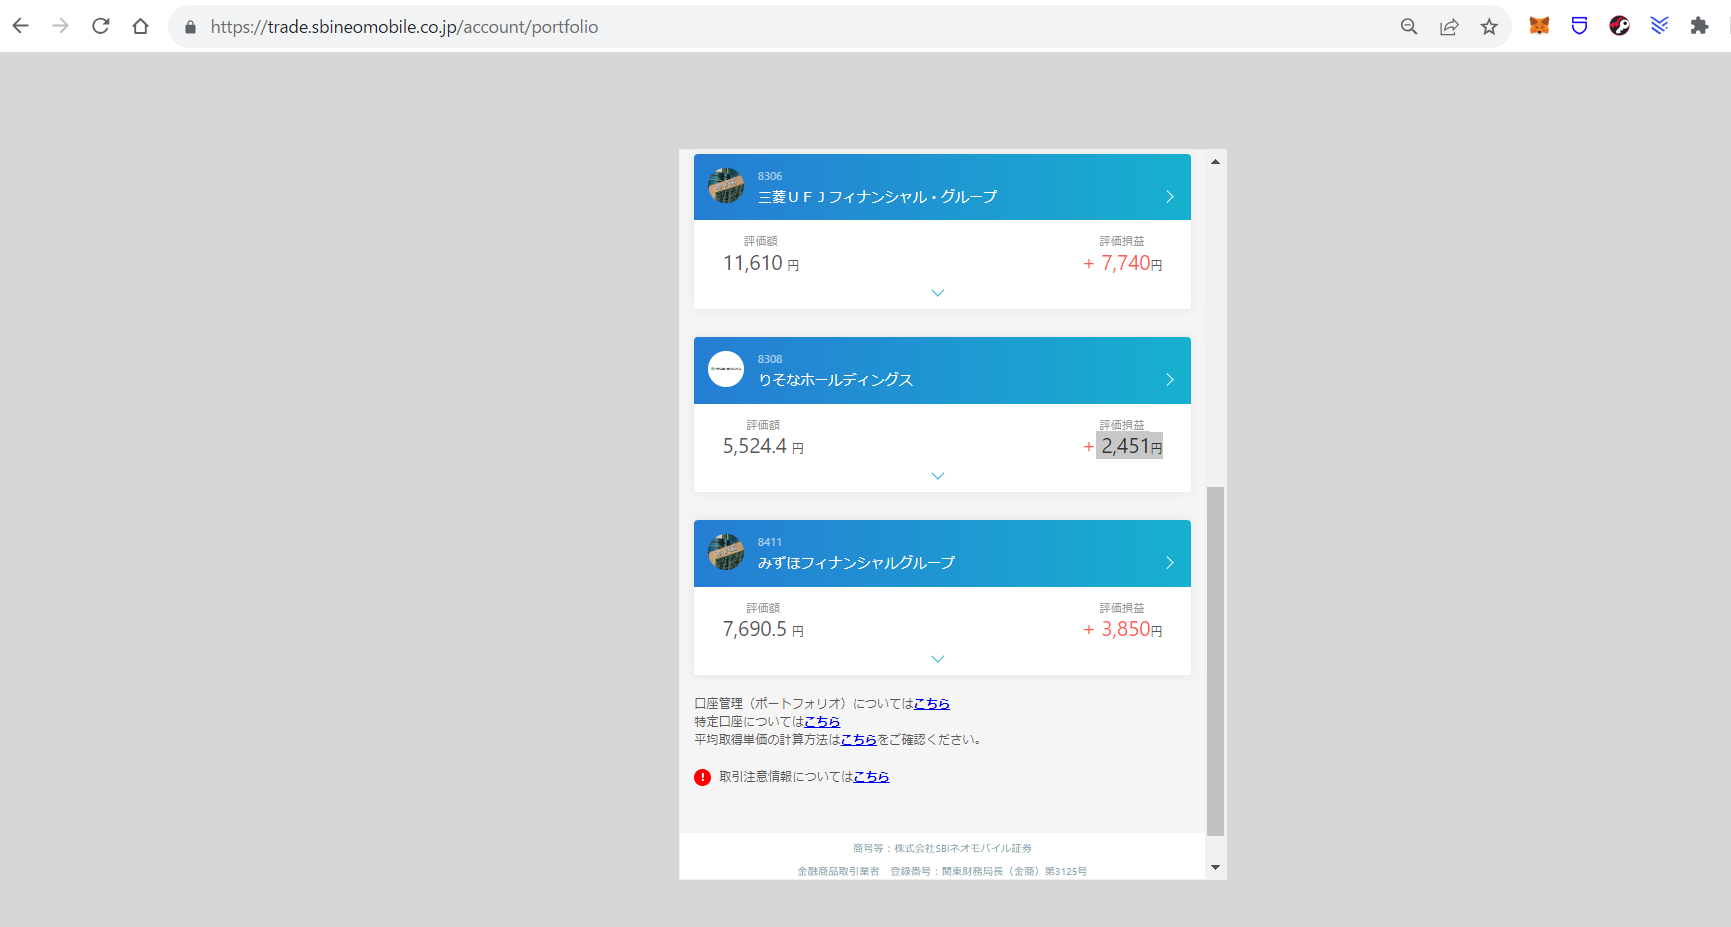 https://trade.sbineomobile.co.jp/account/portfolio
8306
三菱ＵＦＪフィナンシャル・グループ
評価額 評価損益
11,610 円 + 7,740円
8308
りそなホールディングス
評価額 評価損益
5,524.4 円 + 2,451円
8411
みずほフィナンシャルグループ
評価額 評価損益
7,690.5 円 + 3,850円
口座管理（ポートフォリオ）についてはこちら
特定口座についてはこちら
平均取得単価の計算方法はこちらをご確認ください。
取引注意情報についてはこちら
商号等：株式会社SBIネオモバイル証券
金融商品取引業者　登録番号：関東財務局長（金商）第3125号